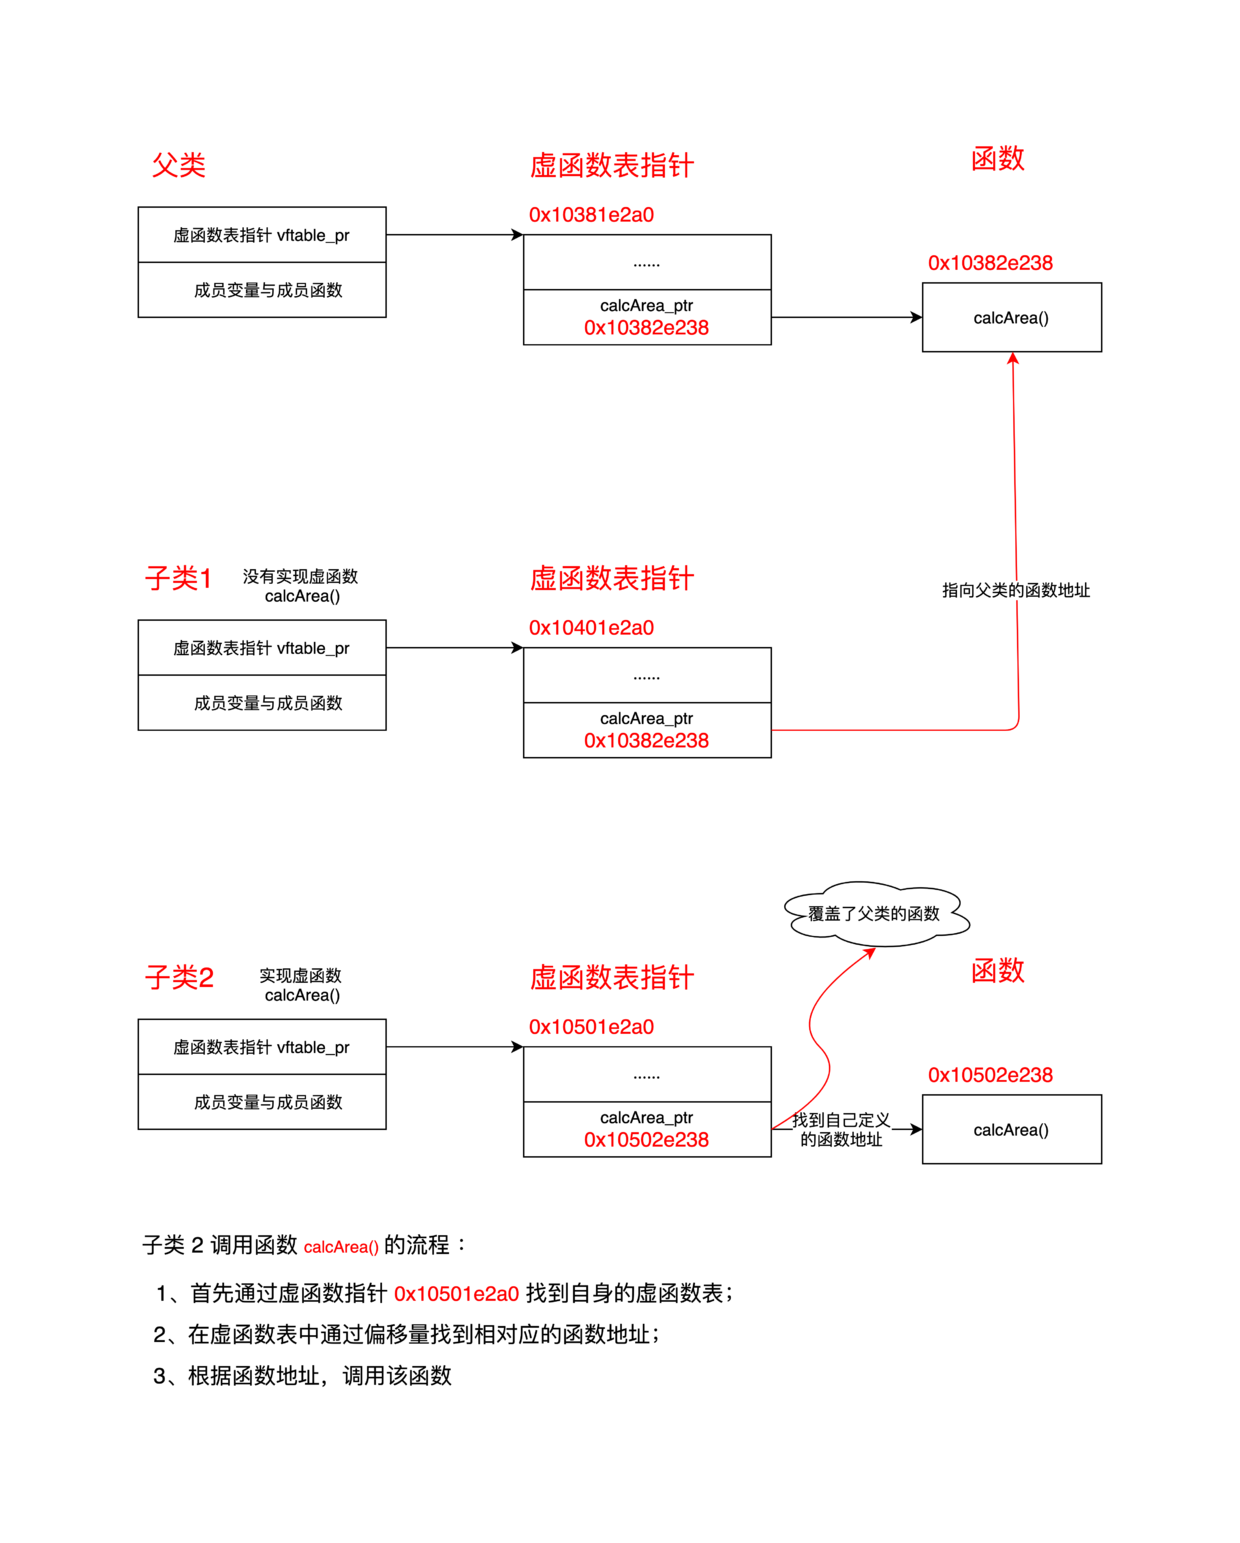 父类
虚函数表指针
函数
0x10381e2a0
虚函数表指针 vftable_pr
......
0x10382e238
成员变量与成员函数
calcArea_ptr
0x10382e238
calcArea()
子类1
没有实现虚函数
calcArea()
虚函数表指针
指向父类的函数地址
0x10401e2a0
虚函数表指针 vftable_pr
......
成员变量与成员函数
calcArea_ptr
0x10382e238
覆盖了父类的函数
子类2
实现虚函数
calcArea()
虚函数表指针
函数
0x10501e2a0
虚函数表指针 vftable_pr
......
0x10502e238
成员变量与成员函数
calcArea_ptr
0x10502e238
找到自己定义
的函数地址
calcArea()
子类 2 调用函数 calcArea() 的流程：
1、首先通过虚函数指针 0x10501e2a0 找到自身的虚函数表；
2、在虚函数表中通过偏移量找到相对应的函数地址；
3、根据函数地址，调用该函数